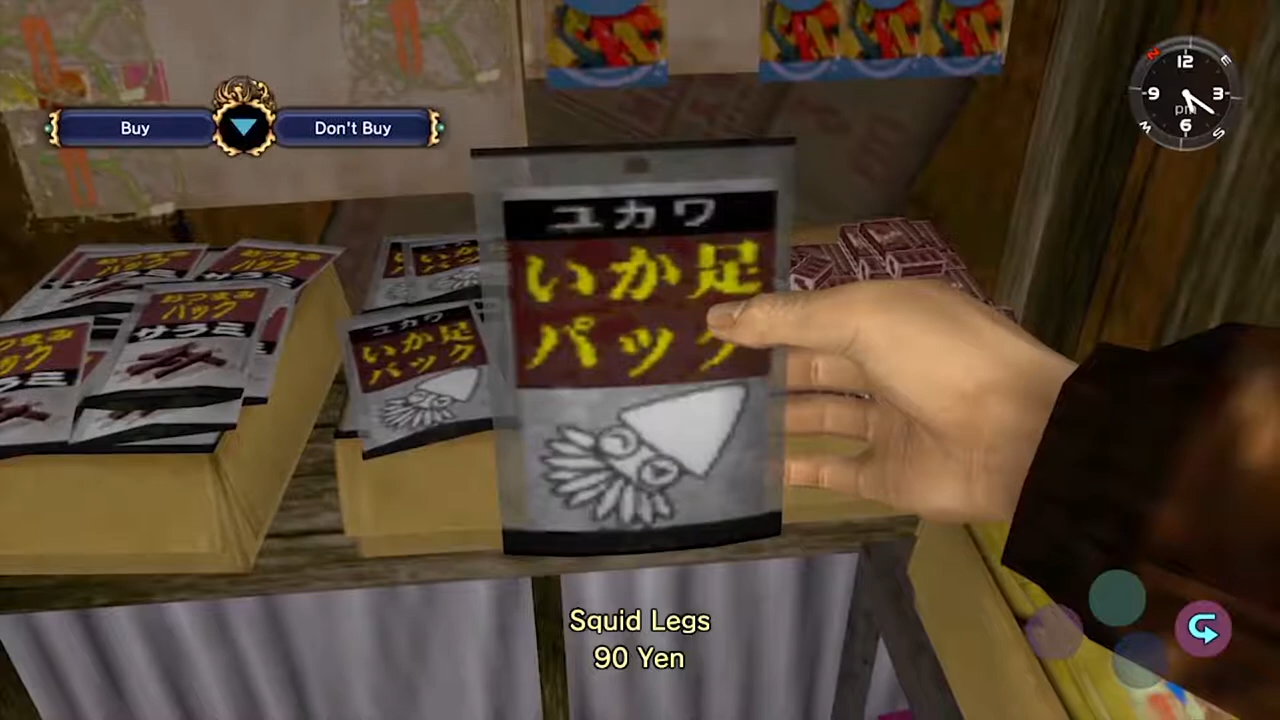 Buy
Don't Buy
12
3
6
9
pm
N
E
S
W
ユカワ
いか足
パック
おつまみ
パック
サラミ
ユカワ
いか足
パック
Squid Legs
90 Yen